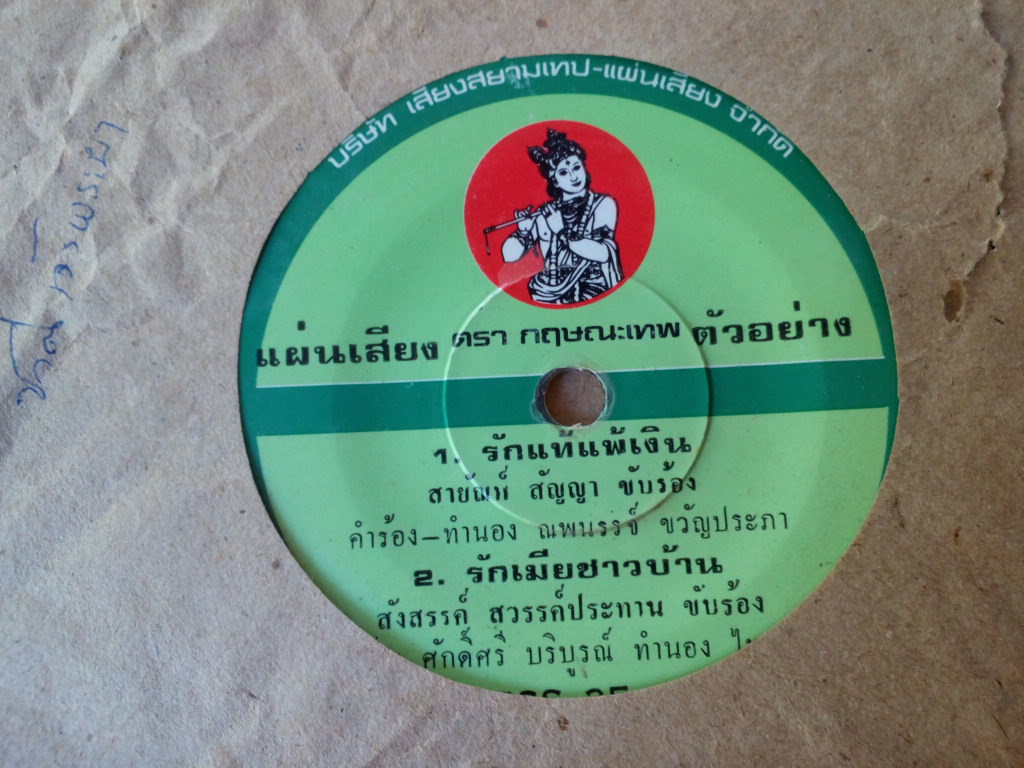 บริษัท เสียงสยามเทป-แผ่นเสียง จำกัด
แผ่นเสียง ตรา กฤษณะเทพ ตัวอย่าง
1. รักแท้แพ้เงิน
สายัณห์ สัญญา ขับร้อง
คำร้อง-ทำนอง ณพนรรจ์ ขวัญประภา
2. รักเมียชาวบ้าน
สังสรรค์ สวรรค์ประทาน ขับร้อง
ศักดิ์ศรี บริบูรณ์ ทำนอง